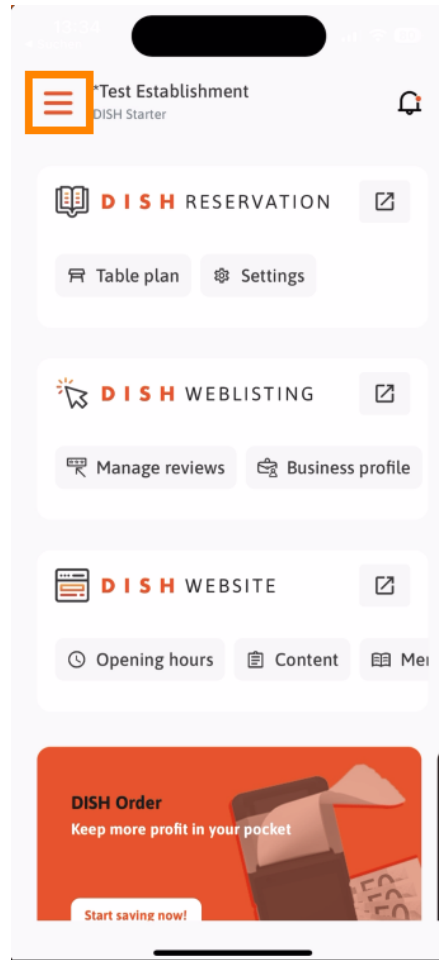 *Test Establishment
DISH Starter
DISH RESERVATION
Table plan
Settings
DISH WEBLISTING
Manage reviews
Business profile
DISH WEBSITE
Opening hours
Content
DISH Order
Keep more profit in your pocket
Start saving now!